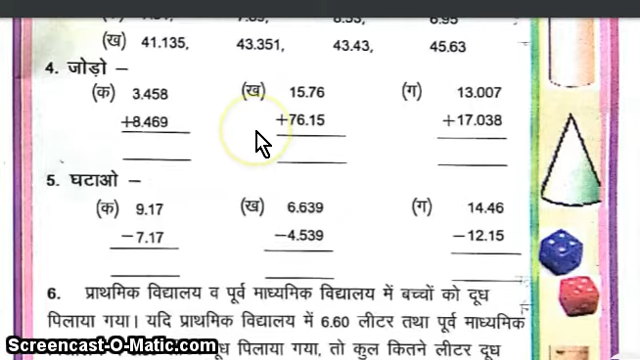 (ख) 41.135, 43.351, 43.43, 45.63
4. जोड़ो –
(क) 3.458 (ख) 15.76 (ग) 13.007
+8.469 +76.15 +17.038
5. घटाओ –
(क) 9.17 (ख) 6.639 (ग) 14.46
–7.17 –4.539 –12.15
6. प्राथमिक विद्यालय व पूर्व माध्यमिक विद्यालय में बच्चों को दूध
पिलाया गया। यदि प्राथमिक विद्यालय में 6.60 लीटर तथा पूर्व माध्यमिक
दूध पिलाया गया, तो कुल कितने लीटर दूध
Screencast-O-Matic.com